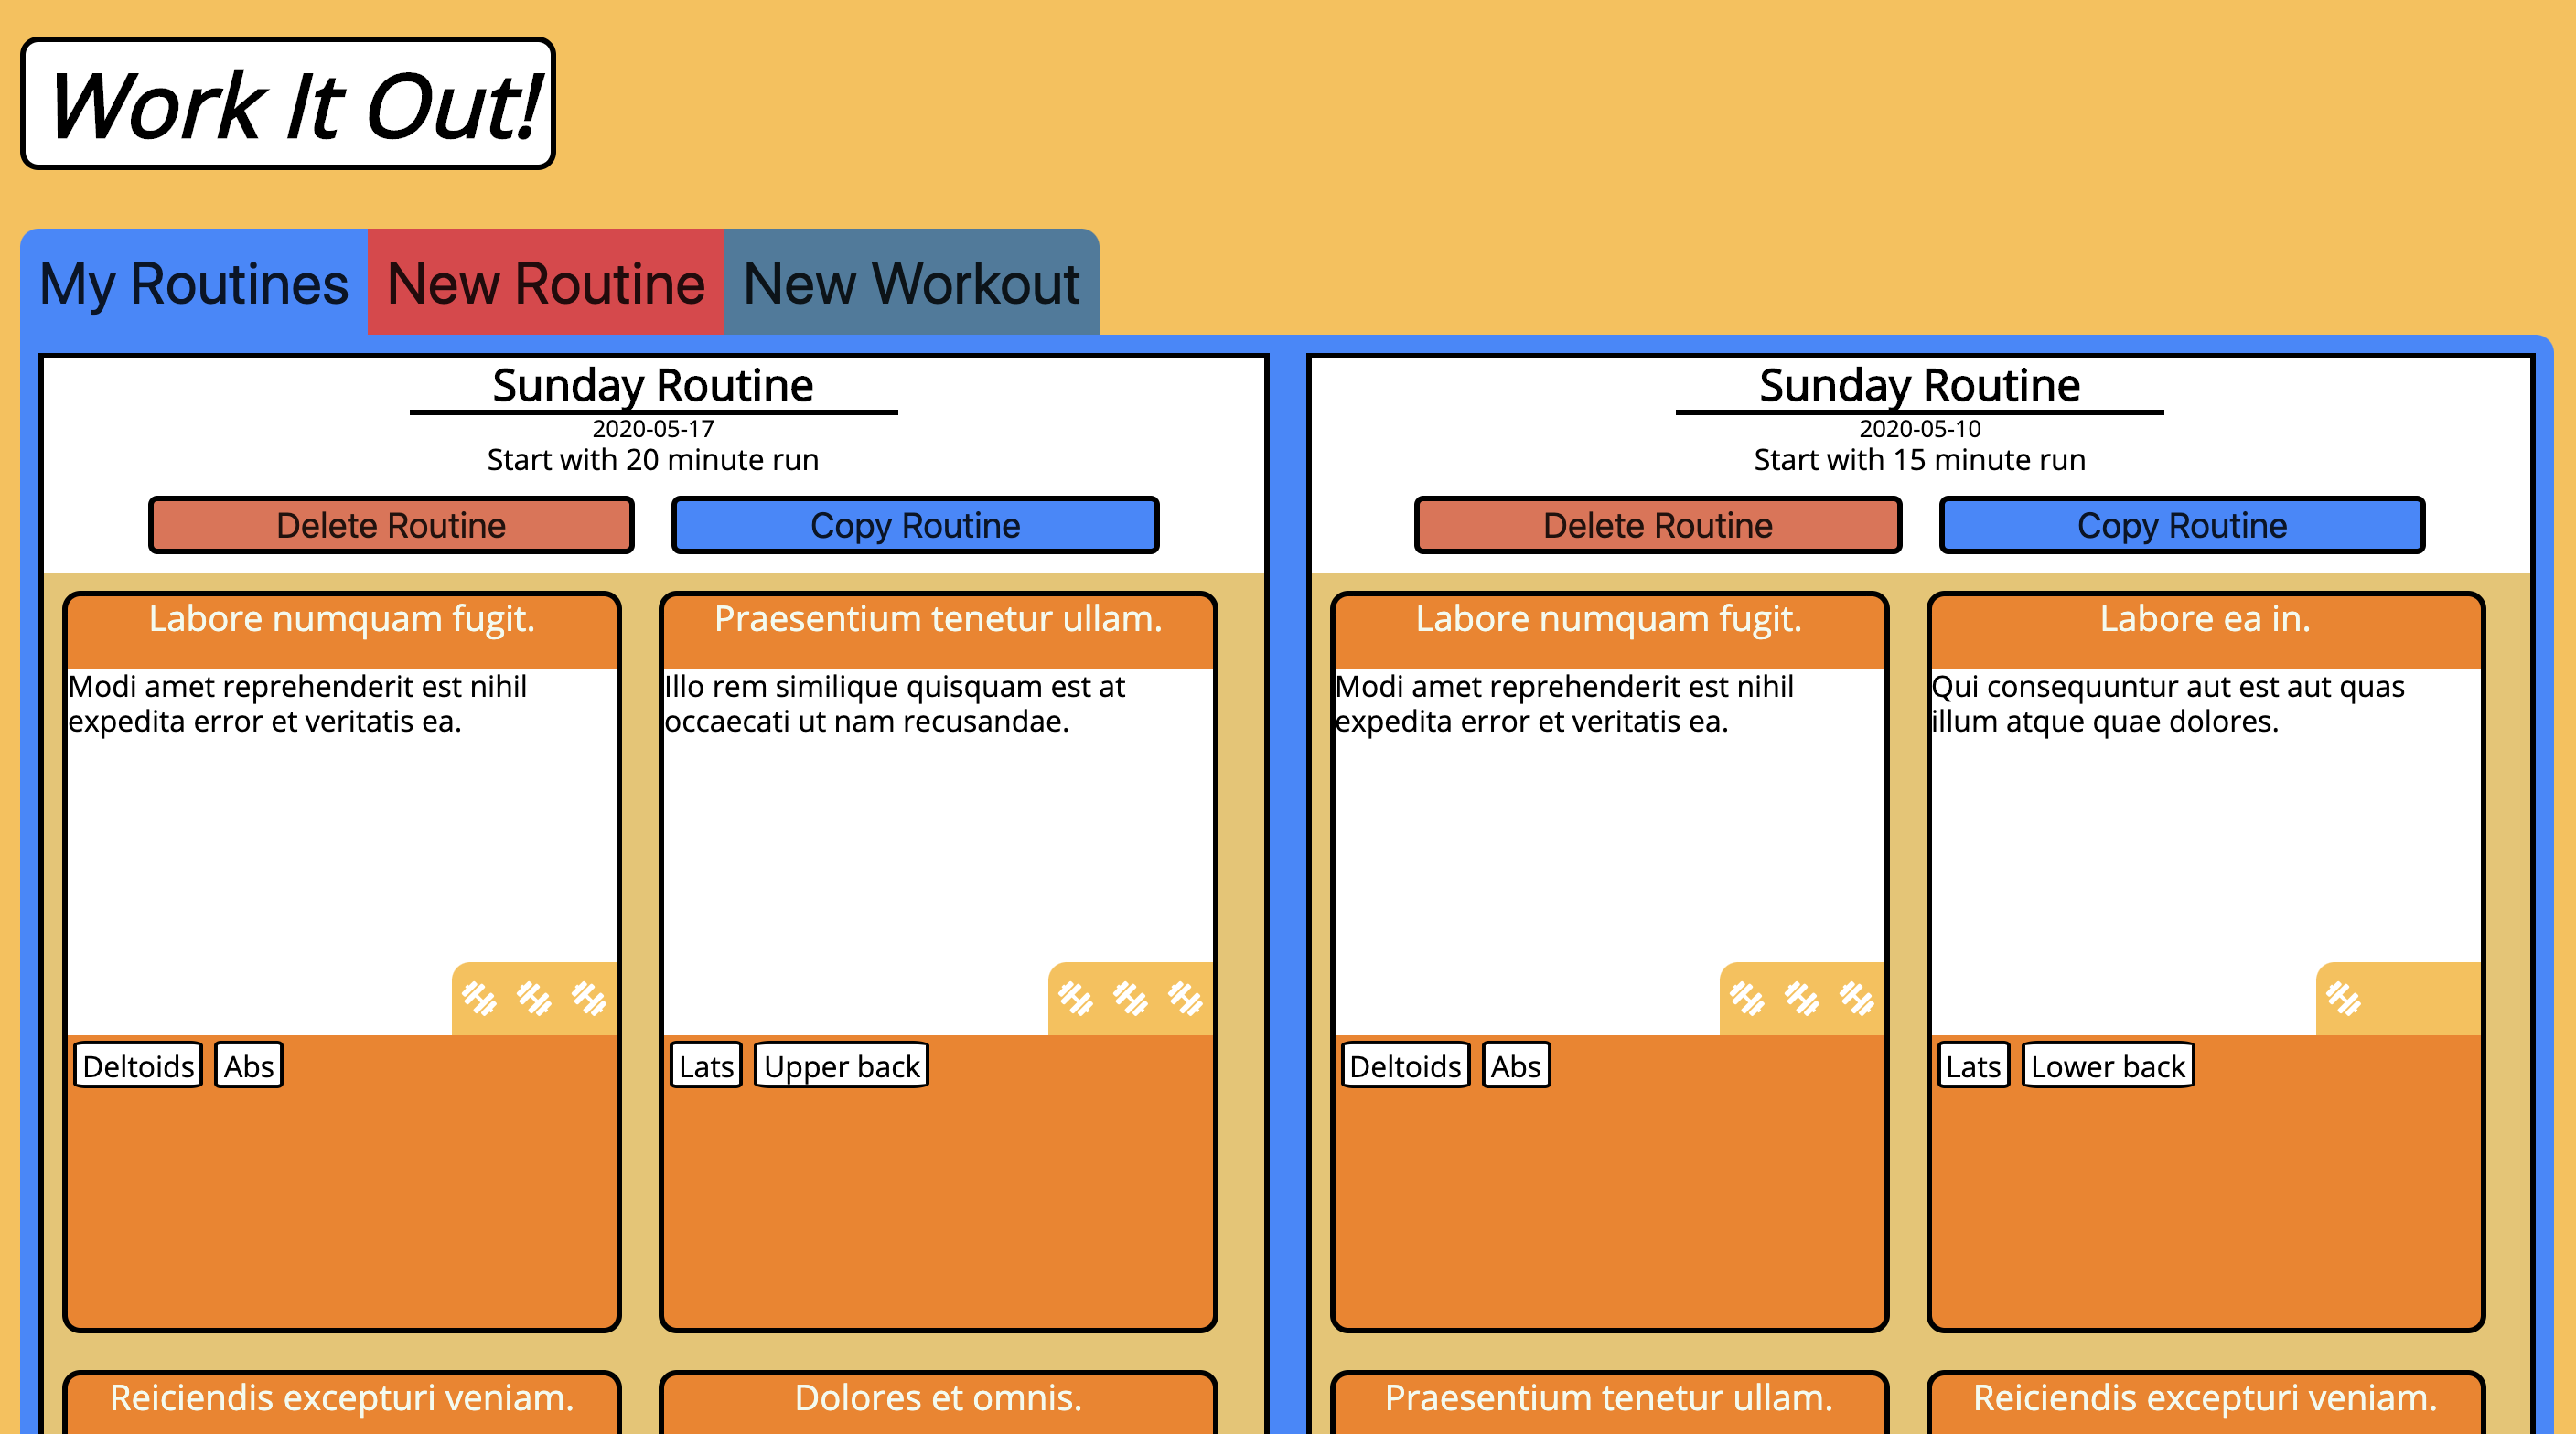 Work It Out!
My Routines
New Routine
New Workout
Sunday Routine
2020-05-17
Start with 20 minute run
Delete Routine
Copy Routine
Labore numquam fugit.
Modi amet reprehenderit est nihil
expedita error et veritatis ea.
Deltoids
Abs
Praesentium tenetur ullam.
Illo rem similique quisquam est at
occaecati ut nam recusandae.
Lats
Upper back
Reiciendis excepturi veniam.
Dolores et omnis.
Sunday Routine
2020-05-10
Start with 15 minute run
Delete Routine
Copy Routine
Labore numquam fugit.
Modi amet reprehenderit est nihil
expedita error et veritatis ea.
Deltoids
Abs
Labore ea in.
Qui consequuntur aut est aut quas
illum atque quae dolores.
Lats
Lower back
Praesentium tenetur ullam.
Reiciendis excepturi veniam.